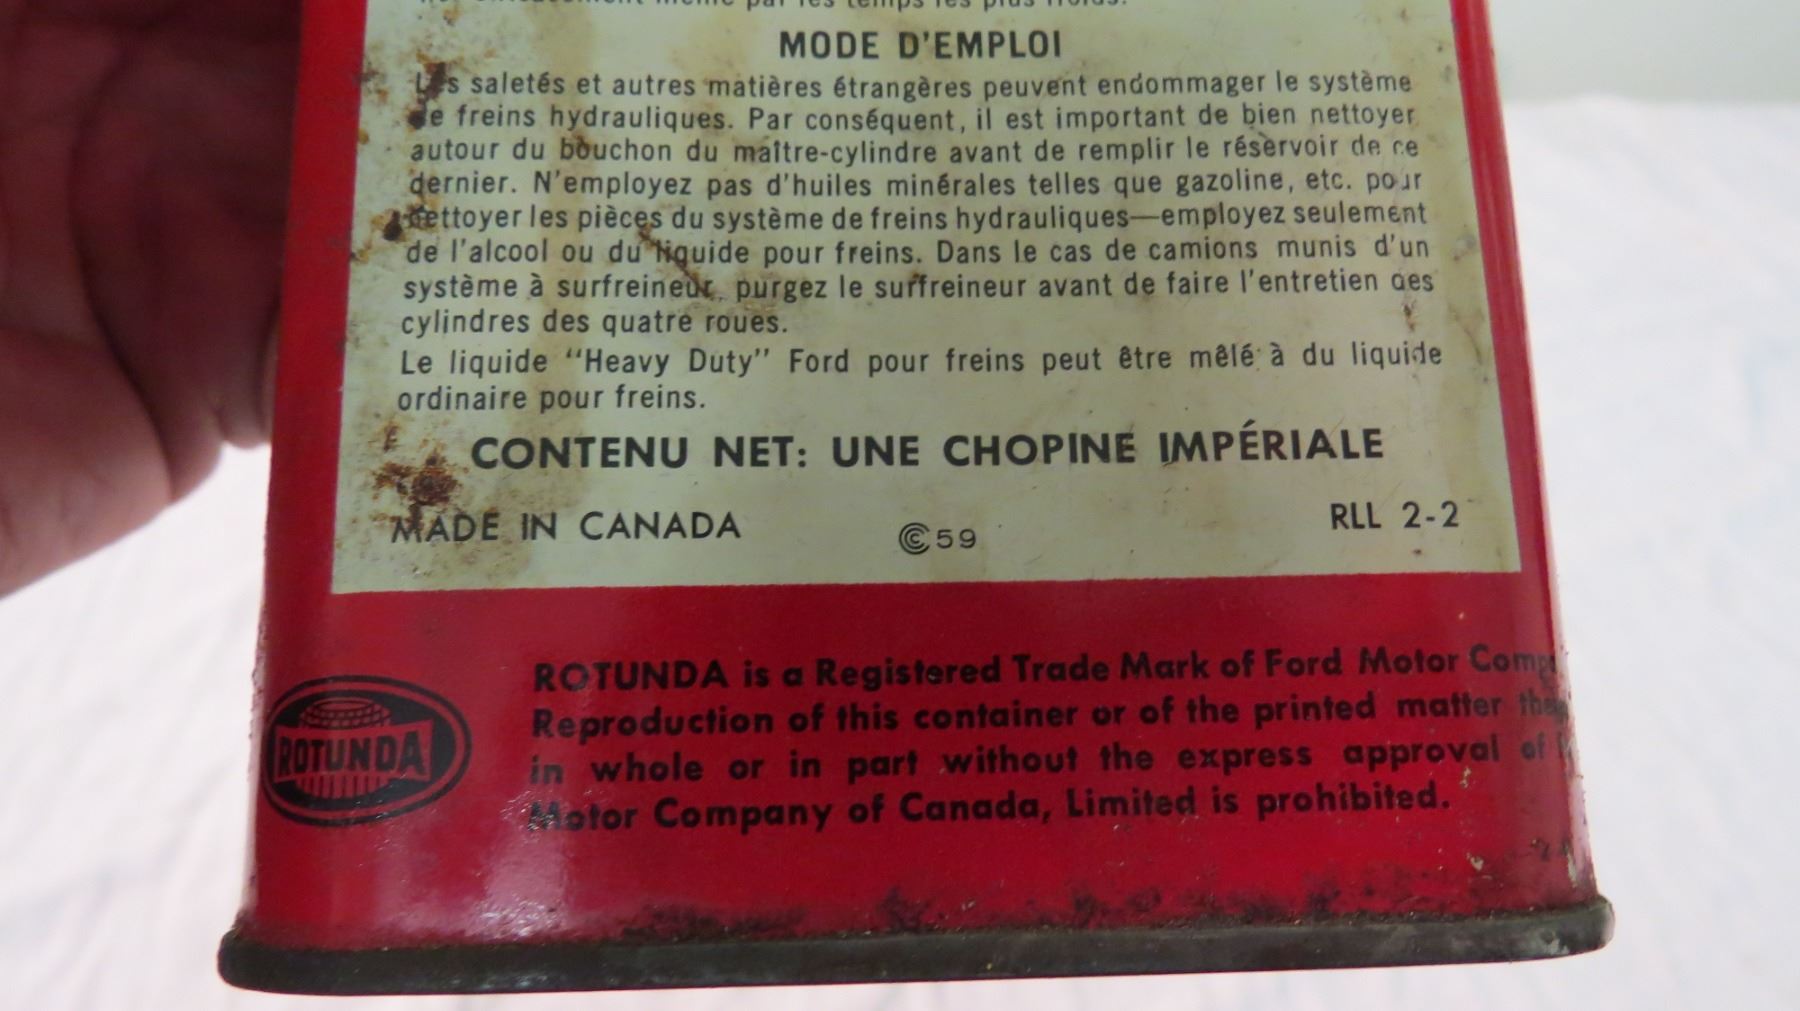 MODE D'EMPLOI
Les saletés et autres matières étrangères peuvent endommager le système
de freins hydrauliques. Par conséquent, il est important de bien nettoyer
autour du bouchon du maître-cylindre avant de remplir le réservoir de ce
dernier. N'employez pas d'huiles minérales telles que gazoline, etc. pour
nettoyer les pièces du système de freins hydrauliques—employez seulement
de l'alcool ou du liquide pour freins. Dans le cas de camions munis d'un
système à surfreineur, purgez le surfreineur avant de faire l'entretien des
cylindres des quatre roues.
Le liquide "Heavy Duty" Ford pour freins peut être mêlé à du liquide
ordinaire pour freins.
CONTENU NET: UNE CHOPINE IMPÉRIALE
MADE IN CANADA 59 RLL 2-2
ROTUNDA
ROTUNDA is a Registered Trade Mark of Ford Motor
Reproduction of this container or of the printed matter
in whole or in part without the express approval of
Motor Company of Canada, Limited is prohibited.